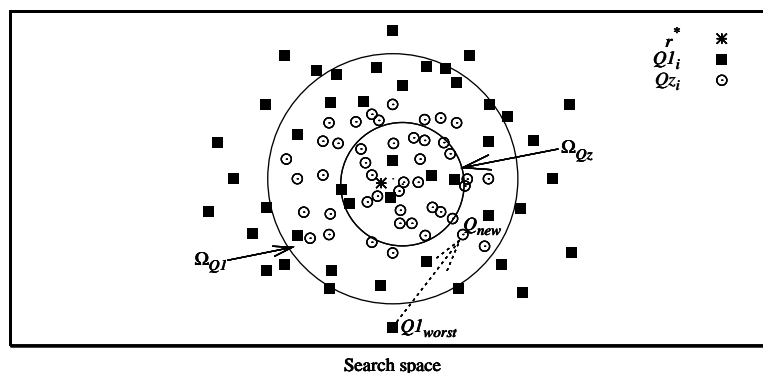 r*
Q1i
Qzi
ΩQz
Qnew
ΩQ1
Q1worst
Search space